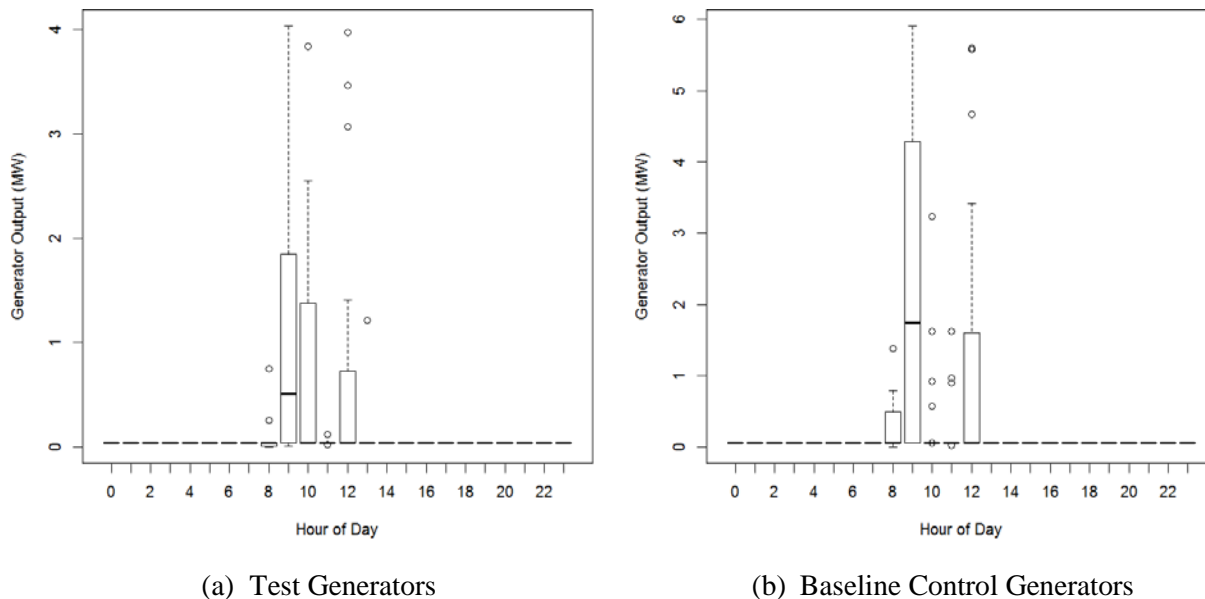 4
3
2
1
0
Generator Output (MW)
0 2 4 6 8 10 12 14 16 18 20 22
Hour of Day
(a) Test Generators
6
5
4
3
2
1
0
Generator Output (MW)
0 2 4 6 8 10 12 14 16 18 20 22
Hour of Day
(b) Baseline Control Generators